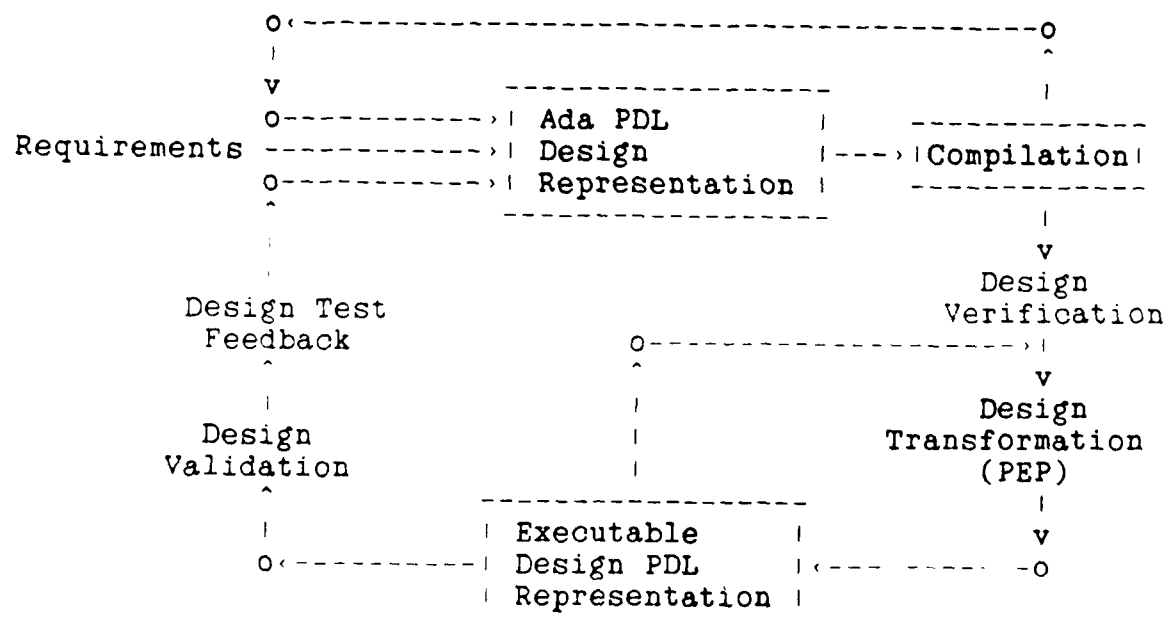 Ada PDL
Requirements
Design
Compilation
Representation
Design
Verification
Design Test
Feedback
Design
Transformation
(PEP)
Design
Validation
Executable
Design PDL
Representation